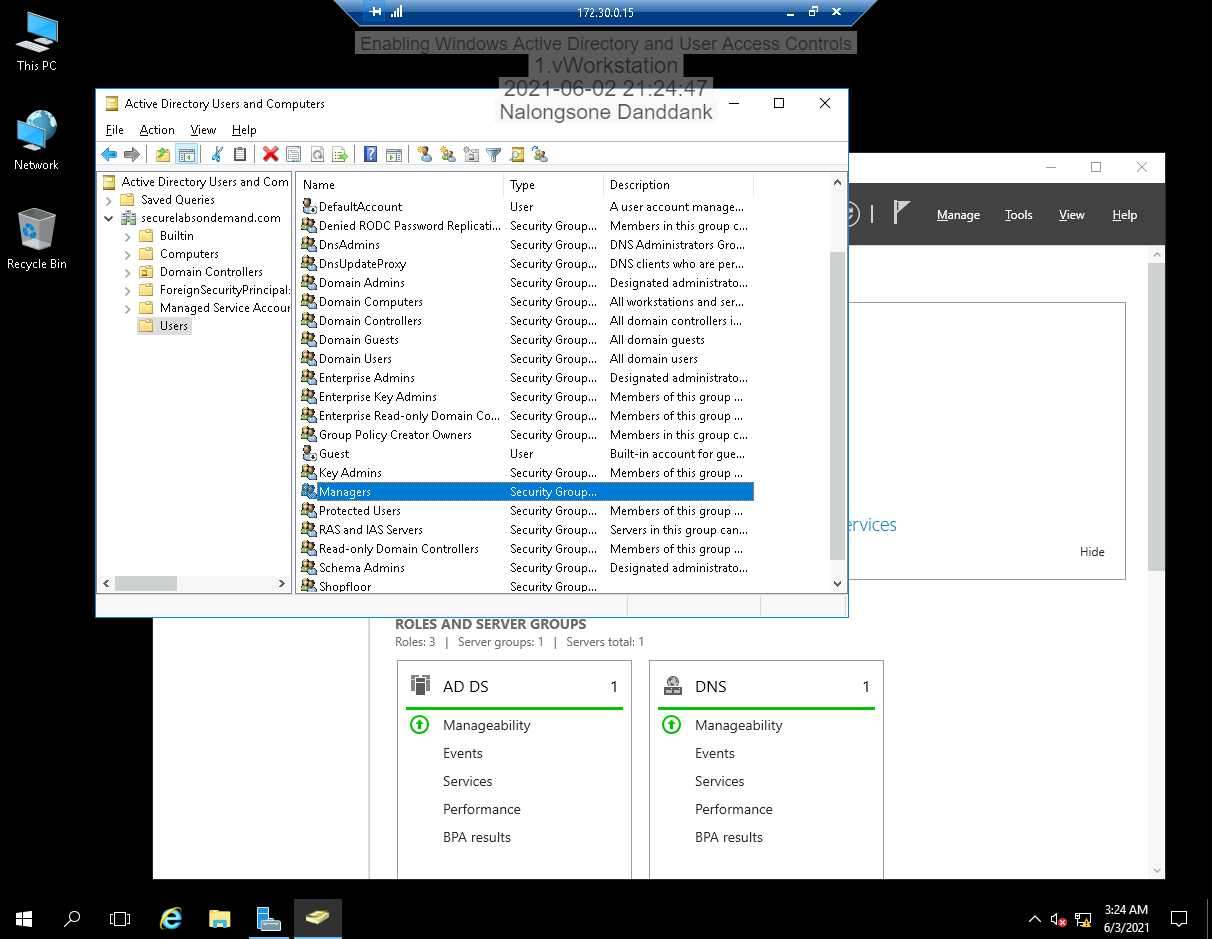 172.30.0.15
Enabling Windows Active Directory and User Access Controls
1.vWorkstation
2021-06-02 21:24:47
Nalongsone Danddank
This PC
Network
Recycle Bin
Active Directory Users and Computers
File Action View Help
Active Directory Users and Com
Saved Queries
securelabsondemand.com
Builtin
Computers
Domain Controllers
ForeignSecurityPrincipal
Managed Service Accour
Users
Name Type Description
DefaultAccount User A user account manage...
Denied RODC Password Replicati... Security Group... Members in this group c...
DnsAdmins Security Group... DNS Administrators Gro...
DnsUpdateProxy Security Group... DNS clients who are per...
Domain Admins Security Group... Designated administrato...
Domain Computers Security Group... All workstations and ser...
Domain Controllers Security Group... All domain controllers i...
Domain Guests Security Group... All domain guests
Domain Users Security Group... All domain users
Enterprise Admins Security Group... Designated administrato...
Enterprise Key Admins Security Group... Members of this group ...
Enterprise Read-only Domain Co... Security Group... Members of this group ...
Group Policy Creator Owners Security Group... Members in this group c...
Guest User Built-in account for gue...
Key Admins Security Group... Members of this group ...
Managers Security Group...
Protected Users Security Group... Members of this group ...
RAS and IAS Servers Security Group... Servers in this group can...
Read-only Domain Controllers Security Group... Members of this group ...
Schema Admins Security Group... Designated administrato...
Shopfloor Security Group...
Manage Tools View Help
ervices
Hide
ROLES AND SERVER GROUPS
Roles: 3 | Server groups: 1 | Servers total: 1
AD DS 1
Manageability
Events
Services
Performance
BPA results
DNS 1
Manageability
Events
Services
Performance
BPA results
3:24 AM
6/3/2021